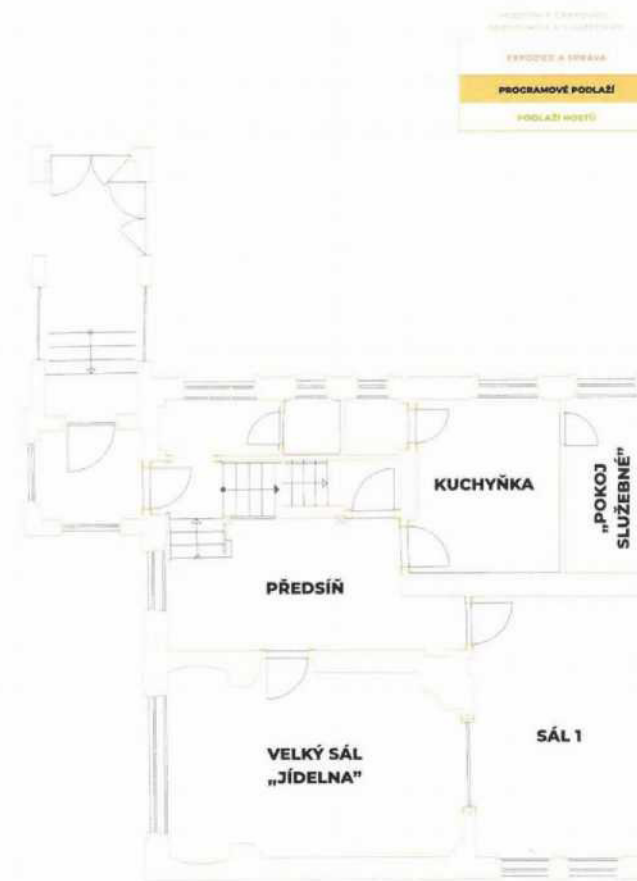 EXPOZICE A SPRÁVA
PROGRAMOVÉ PODLAŽÍ
PODLAŽÍ HOSTŮ
KUCHYŇKA
„POKOJ
SLUŽEBNÉ”
PŘEDSÍŇ
VELKÝ SÁL
„JÍDELNA”
SÁL 1